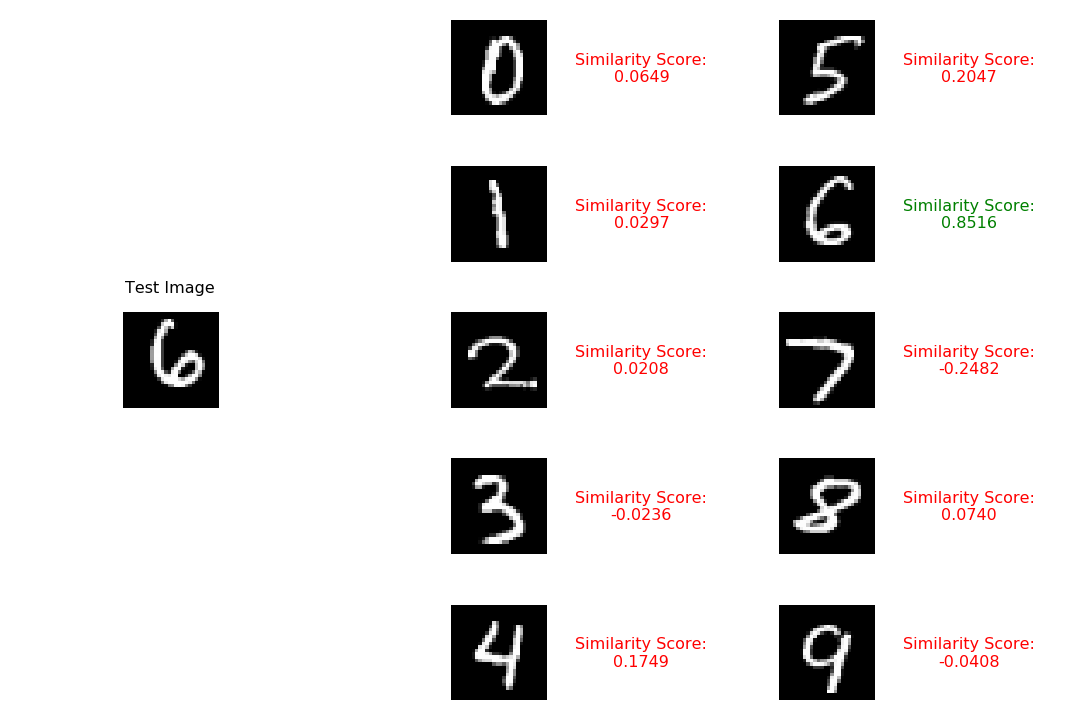 Test Image
6
0
Similarity Score:
0.0649
1
Similarity Score:
0.0297
2
Similarity Score:
0.0208
3
Similarity Score:
-0.0236
4
Similarity Score:
0.1749
5
Similarity Score:
0.2047
6
Similarity Score:
0.8516
7
Similarity Score:
-0.2482
8
Similarity Score:
0.0740
9
Similarity Score:
-0.0408